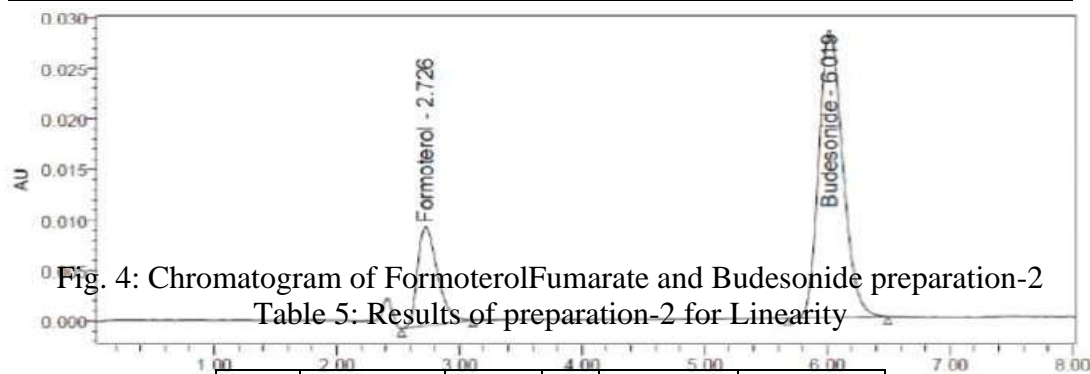 0.030
0.025
Formoterol - 2.726
Budesonide - 6.019
0.020
0.015
AU
0.010
Fig. 4: Chromatogram of FormoterolFumarate and Budesonide preparation-2
Table 5: Results of preparation-2 for Linearity
0.000
1.00 2.00 3.00 4.00 5.00 6.00 7.00 8.00